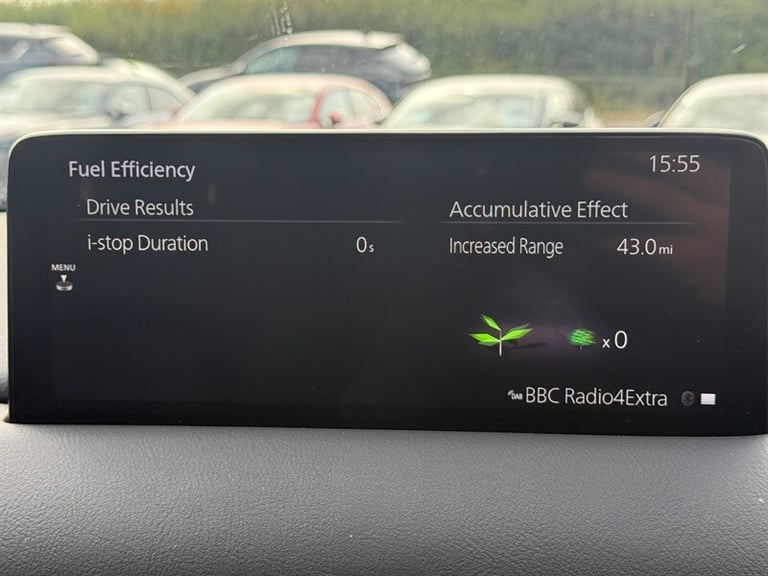 Fuel Efficiency
15:55
Drive Results
Accumulative Effect
i-stop Duration 0s
Increased Range 43.0mi
MENU
x0
DAB BBC Radio4Extra